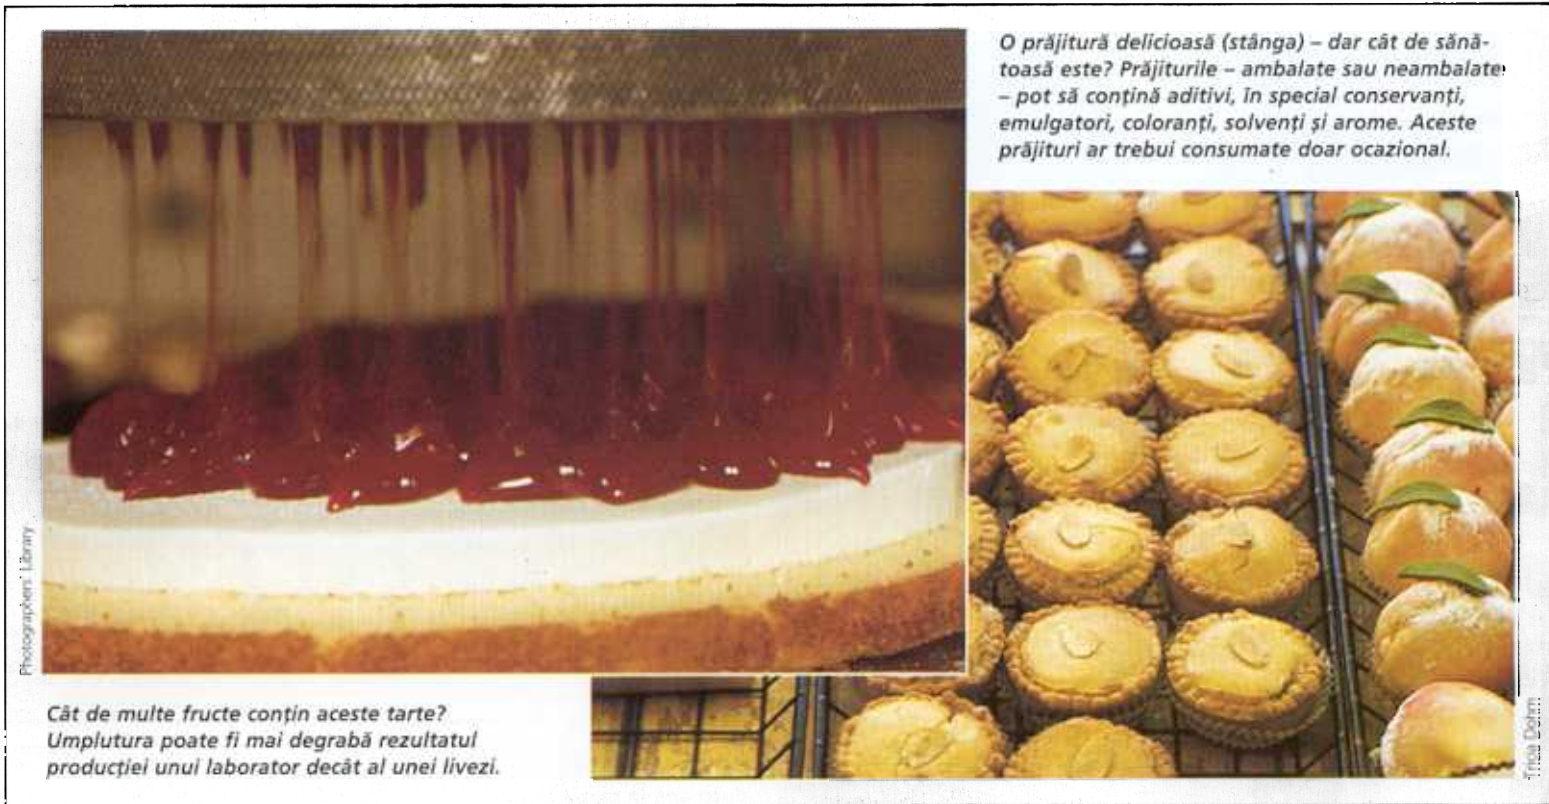 O prăjitură delicioasă (stânga) – dar cât de sănă-
toasă este? Prăjiturile – ambalate sau neambalate
– pot să conțină aditivi, în special conservanți,
emulgatori, coloranți, solvenți și arome. Aceste
prăjituri ar trebui consumate doar ocazional.
Photographers' Library
Cât de multe fructe conțin aceste tarte?
Umplutura poate fi mai degrabă rezultatul
producției unui laborator decât al unei livezi.
Tricia Dohm